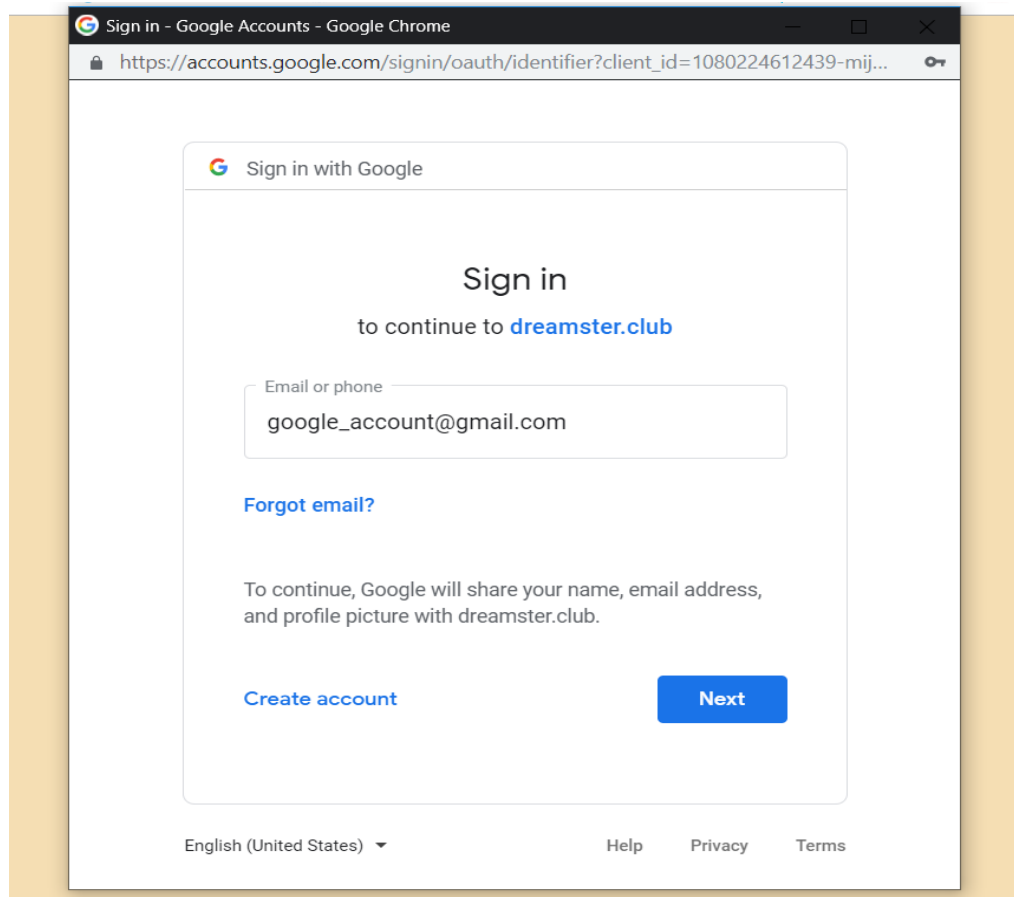 Sign in - Google Accounts - Google Chrome
https://accounts.google.com/signin/oauth/identifier?client_id=1080224612439-mij...
Sign in with Google
Sign in
to continue to dreamster.club
Email or phone
google_account@gmail.com
Forgot email?
To continue, Google will share your name, email address,
and profile picture with dreamster.club.
Create account Next
English (United States) Help Privacy Terms